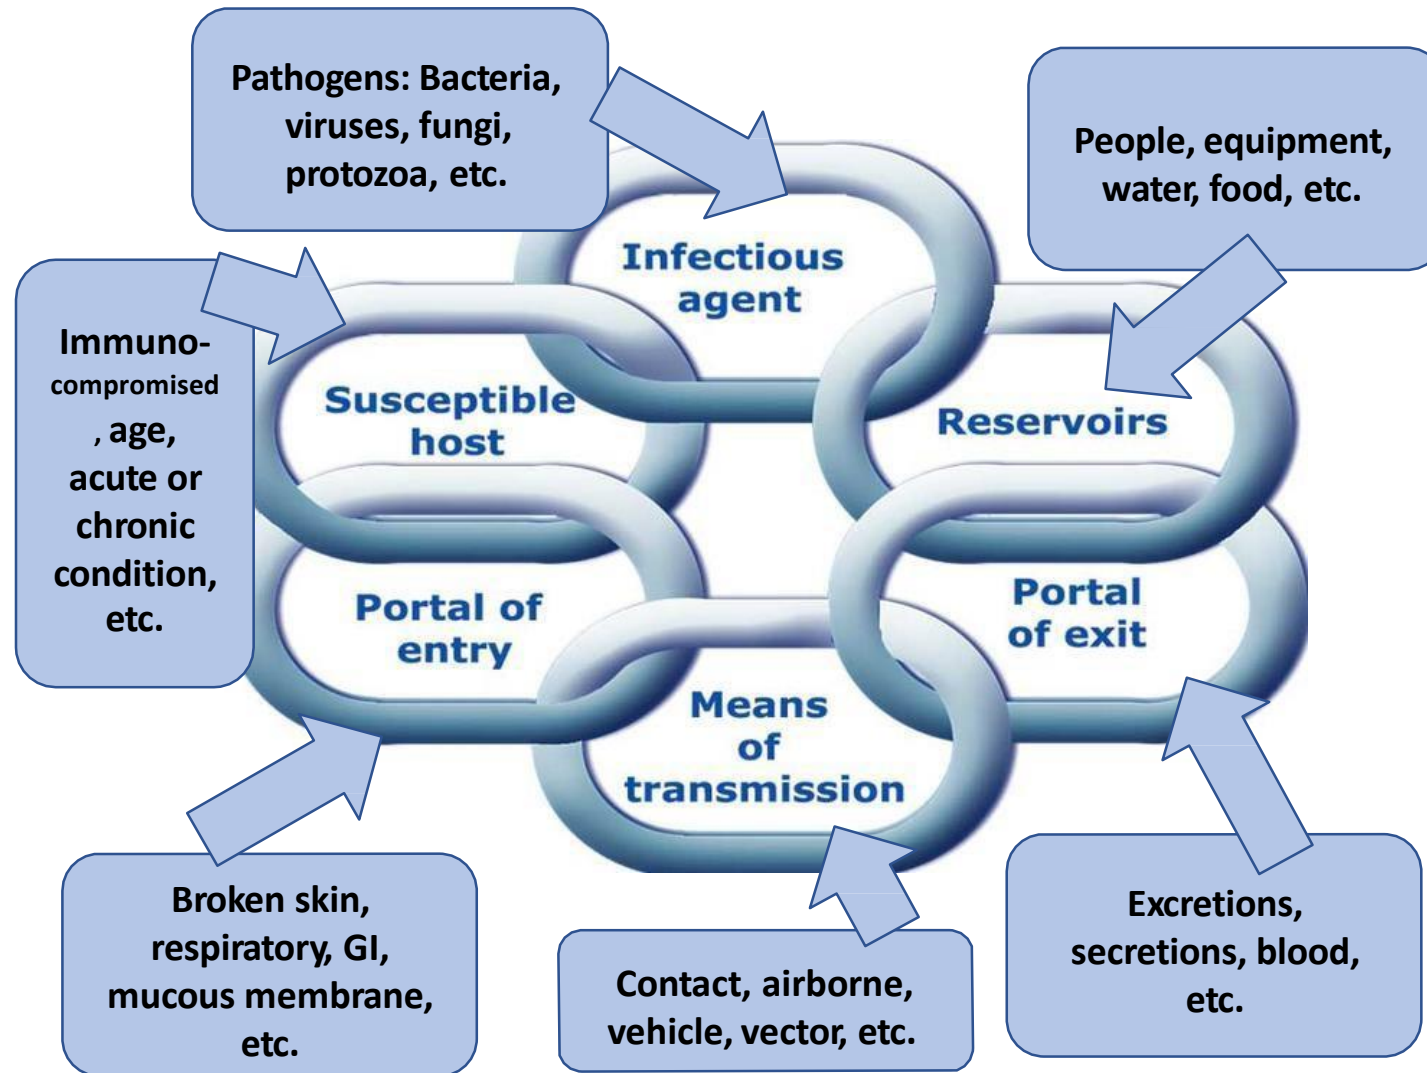 Pathogens: Bacteria,
viruses, fungi,
protozoa, etc.
People, equipment,
water, food, etc.
Infectious
agent
Immuno-
compromised
, age,
acute or
chronic
condition,
etc.
Susceptible
host
Reservoirs
Portal of
entry
Portal
of exit
Means
of
transmission
Broken skin,
respiratory, GI,
mucous membrane,
etc.
Contact, airborne,
vehicle, vector, etc.
Excretions,
secretions, blood,
etc.